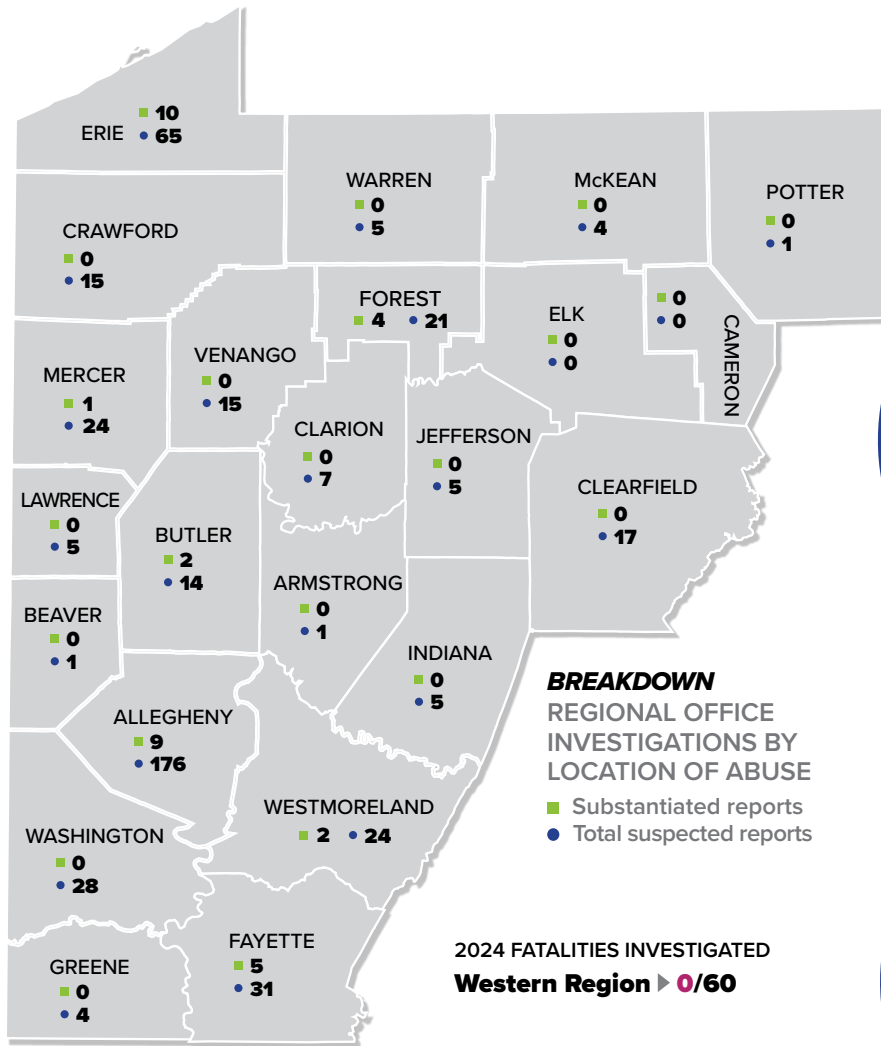 10
ERIE 65
WARREN
0
5
McKEAN
0
4
POTTER
0
1
CRAWFORD
0
15
FOREST
4 21
ELK
0
0
0
0
CAMERON
VENANGO
0
15
MERCER
1
24
CLARION
0
7
JEFFERSON
0
5
CLEARFIELD
0
17
LAWRENCE
0
5
BUTLER
2
14
ARMSTRONG
0
1
BEAVER
0
1
INDIANA
0
5
ALLEGHENY
9
176
WESTMORELAND
2 24
WASHINGTON
0
28
FAYETTE
5
31
GREENE
0
4
BREAKDOWN
REGIONAL OFFICE
INVESTIGATIONS BY
LOCATION OF ABUSE
Substantiated reports
Total suspected reports
2024 FATALITIES INVESTIGATED
Western Region 0/60